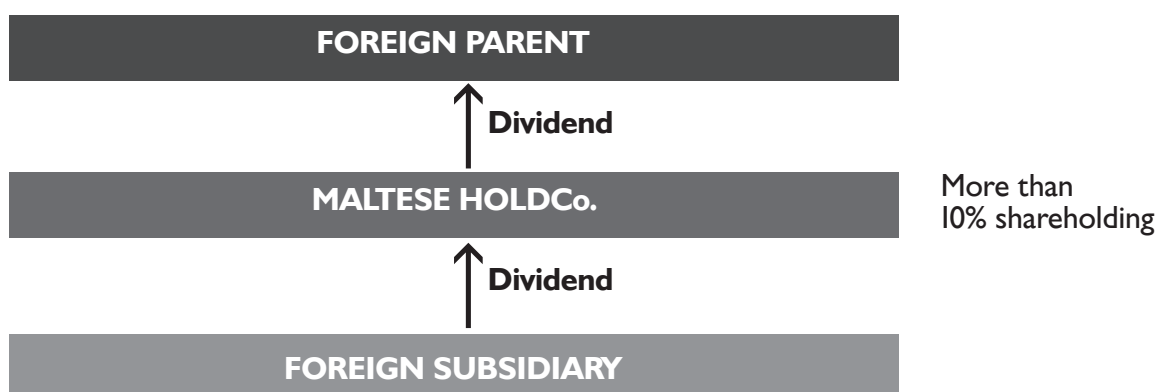 FOREIGN PARENT
Dividend
MALTESE HOLDCo.
More than
10% shareholding
Dividend
FOREIGN SUBSIDIARY